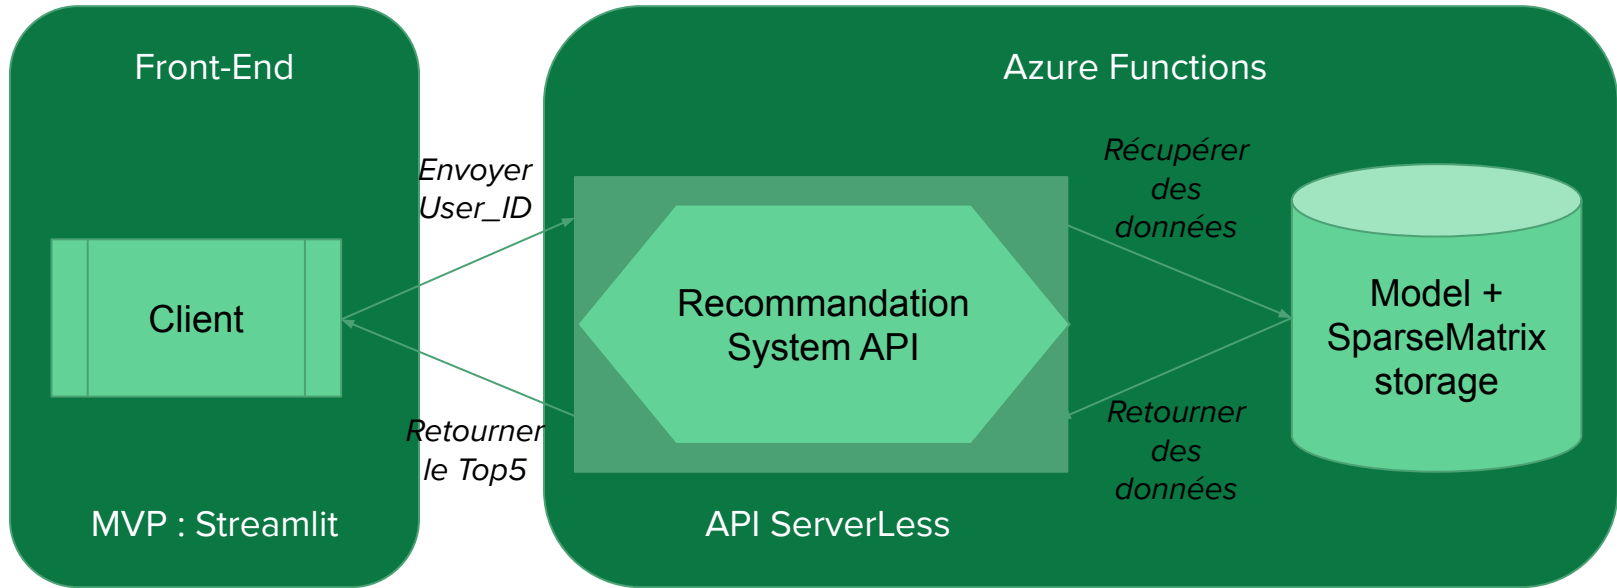 Front-End
Azure Functions
Envoyer
User_ID
Récupérer
des
données
Client
Recommandation
System API
Model +
SparseMatrix
storage
Retourner
le Top5
Retourner
des
données
MVP : Streamlit
API ServerLess